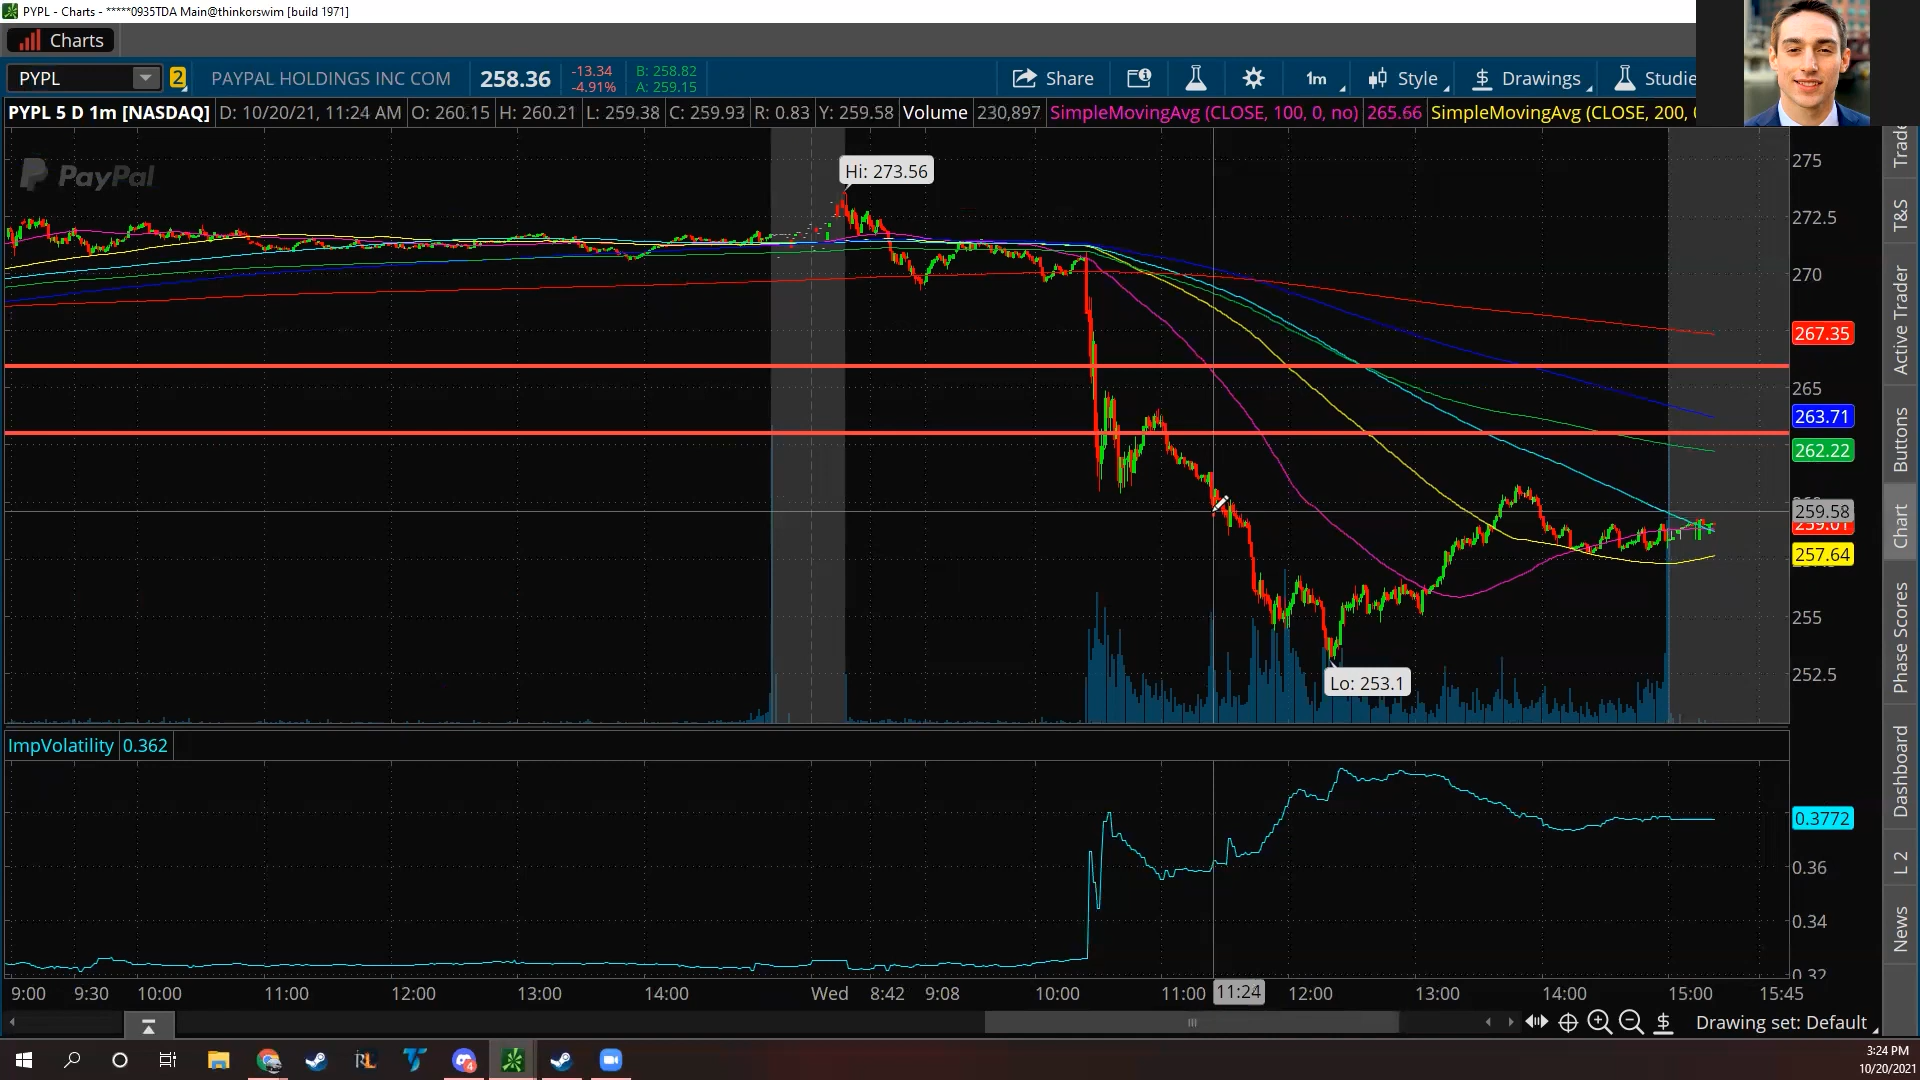 PYPL - Charts - *****0935TDA Main@thinkorswim [build 1971]
Charts
PYPL 2 PAYPAL HOLDINGS INC COM 258.36 -13.34 -4.91% B: 258.82 A: 259.15 Share 1m Style $ Drawings Studie
PYPL 5 D 1m [NASDAQ] D: 10/20/21, 11:24 AM O: 260.15 H: 260.21 L: 259.38 C: 259.93 R: 0.83 Y: 259.58 Volume 230,897 SimpleMovingAvg (CLOSE, 100, 0, no) 265.66 SimpleMovingAvg (CLOSE, 200,
PayPal
Hi: 273.56
Lo: 253.1
275
272.5
270
267.35
265
263.71
262.22
259.58
259.01
257.64
255
252.5
ImpVolatility 0.362
0.3772
0.36
0.34
0.32
9:00 9:30 10:00 11:00 12:00 13:00 14:00 Wed 8:42 9:08 10:00 11:00 11:24 12:00 13:00 14:00 15:00 15:45
Drawing set: Default
Trade
T&S
Active Trader
Buttons
Chart
Phase Scores
Dashboard
L 2
News
4
3:24 PM
10/20/2021